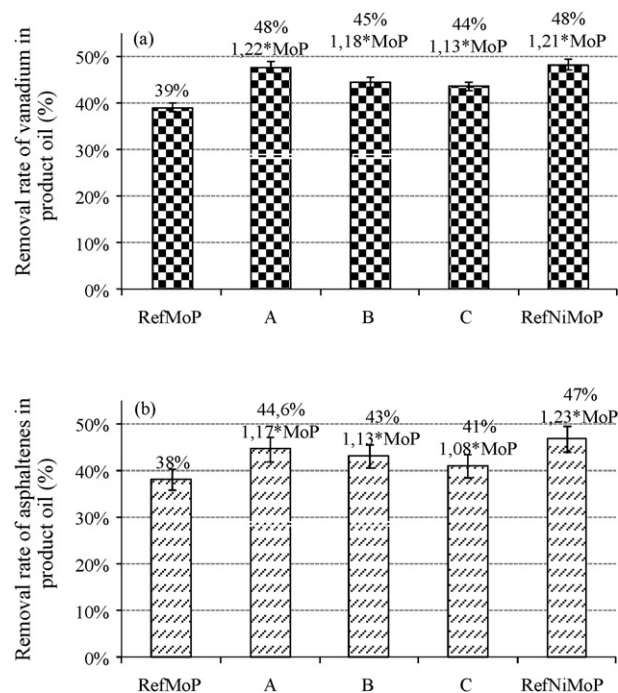 (a)
48%
45%
44%
48%
1,22*MoP
1,18*MoP
1,13*MoP
1,21*MoP
39%
Removal rate of vanadium in
product oil (%)
50%
40%
30%
20%
10%
0%
RefMoP
A
B
C
RefNiMoP
(b)
44,6%
43%
41%
47%
1,17*MoP
1,13*MoP
1,08*MoP
1,23*MoP
38%
Removal rate of asphaltenes in
product oil (%)
50%
40%
30%
20%
10%
0%
RefMoP
A
B
C
RefNiMoP